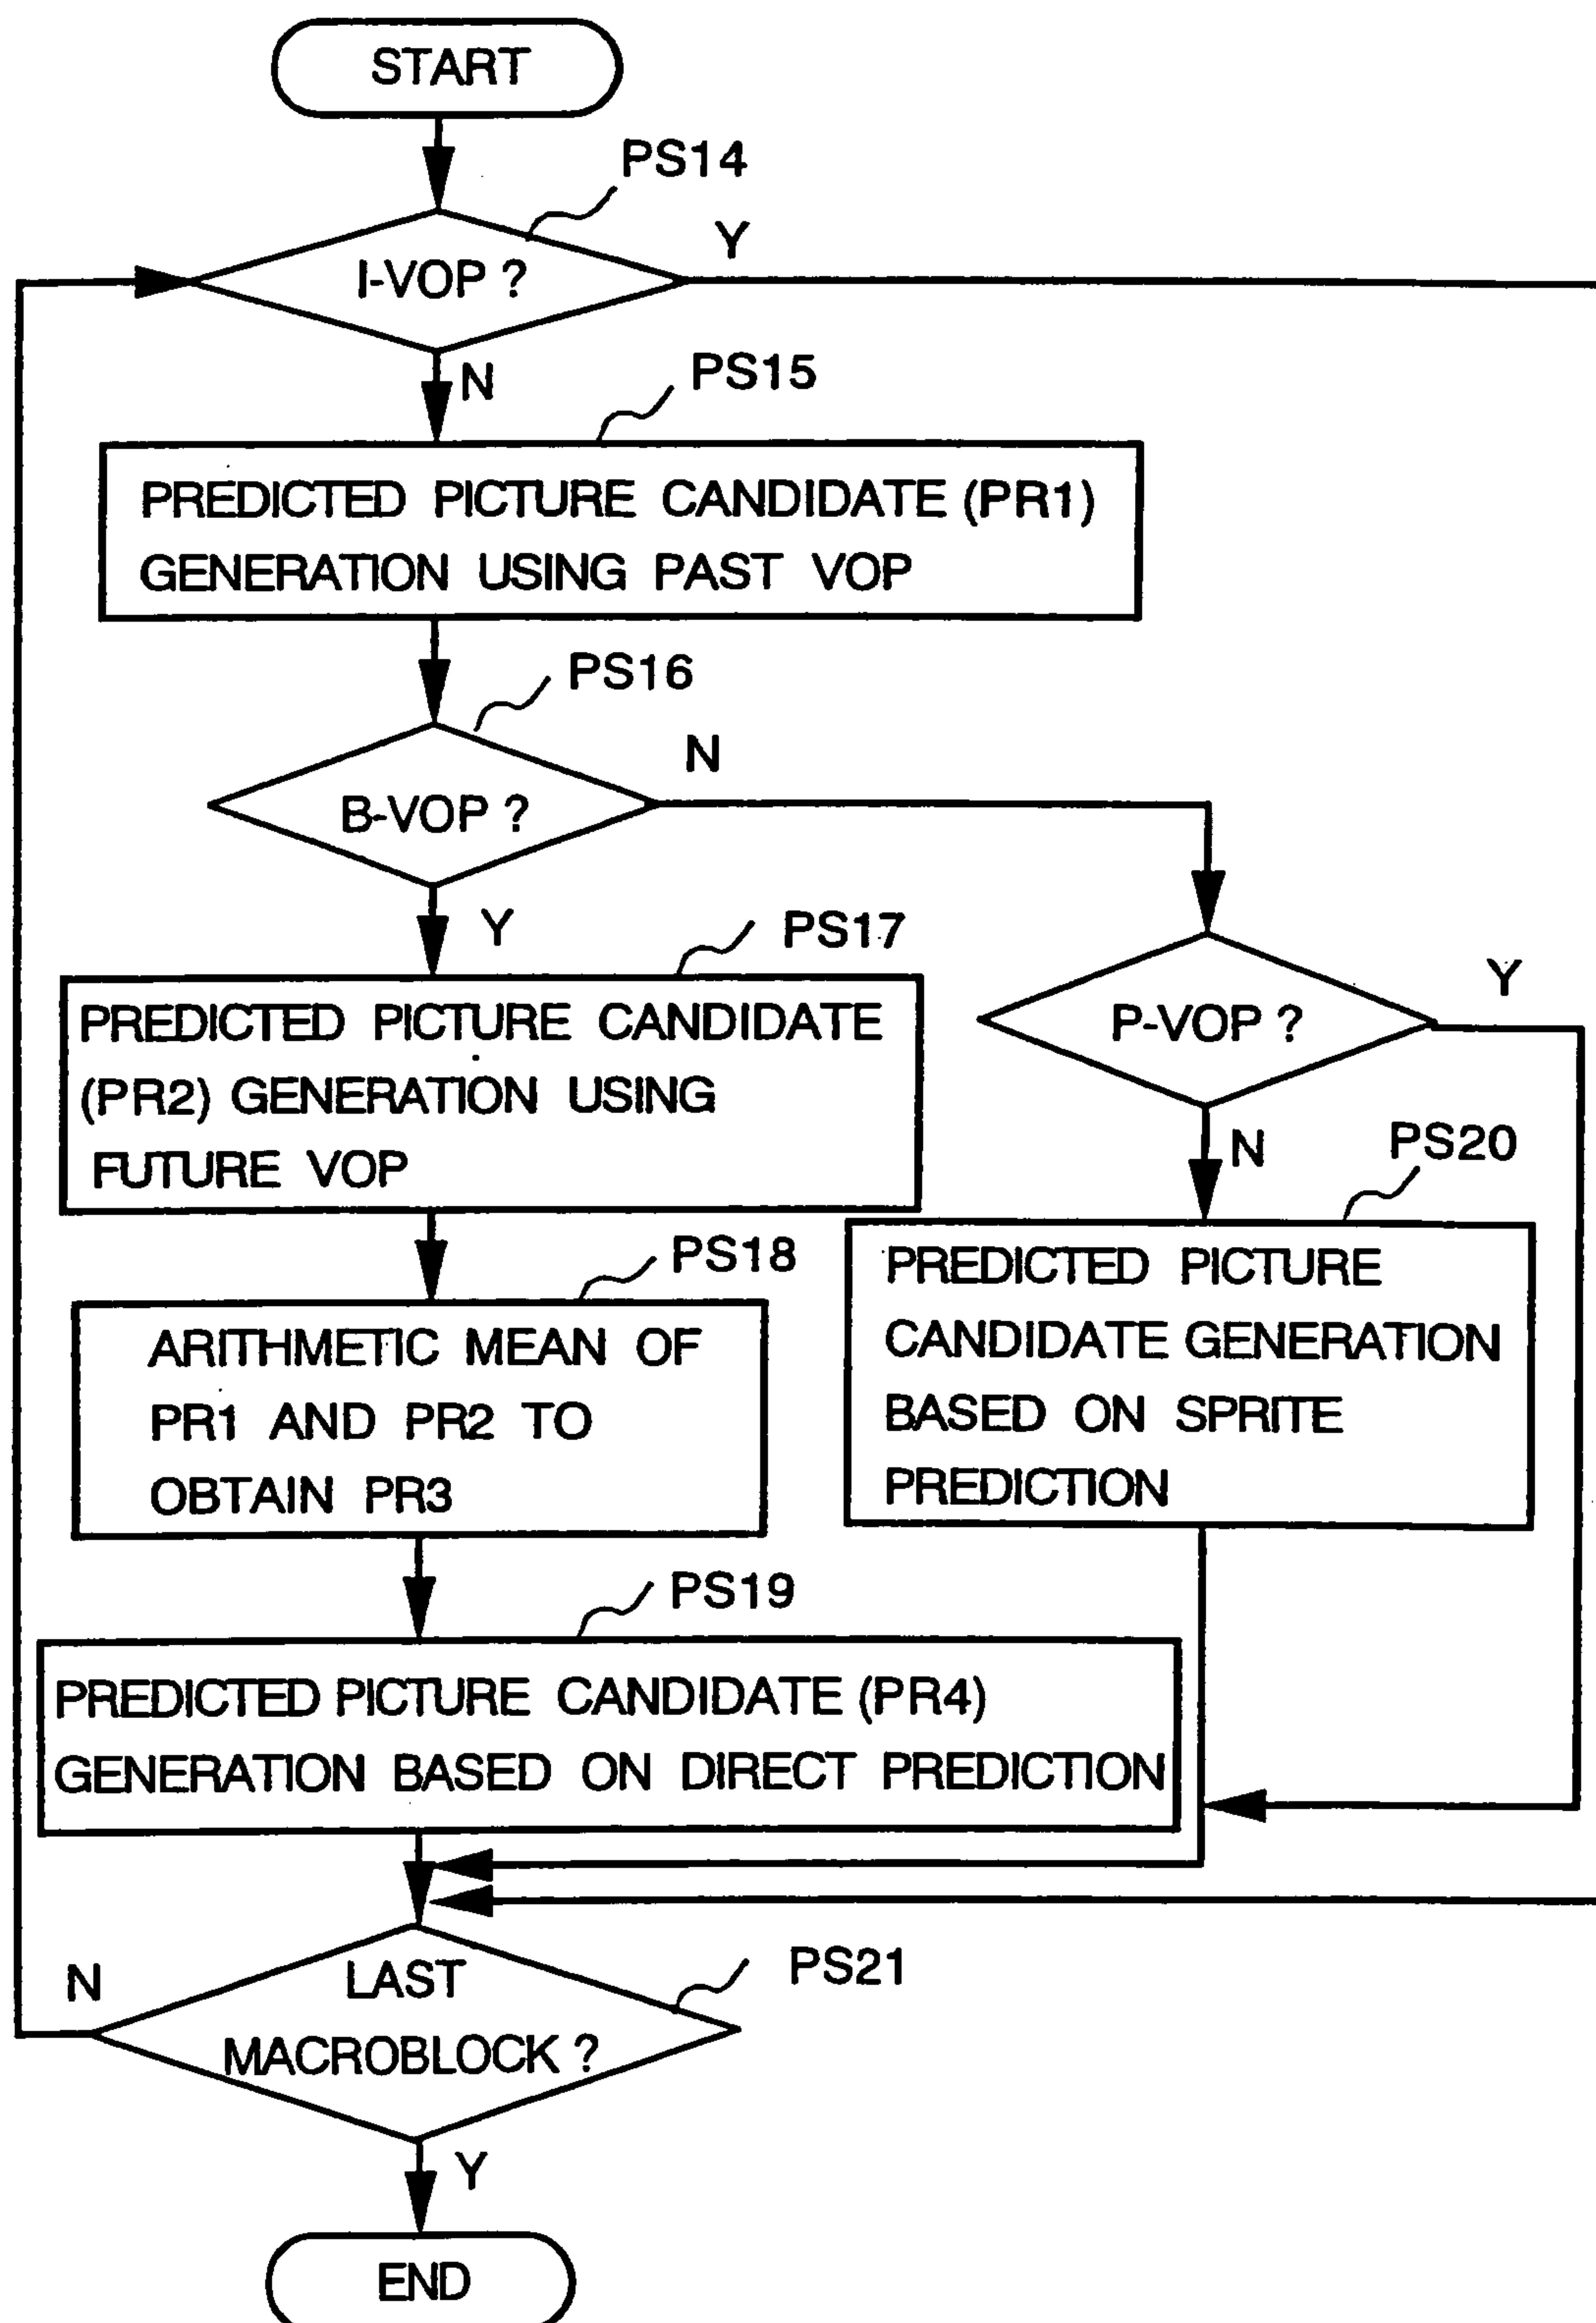 START
PS14
Y
I-VOP ?
N
PS15
PREDICTED PICTURE CANDIDATE (PR1)
GENERATION USING PAST VOP
PS16
N
B-VOP ?
Y
PS17
Y
P-VOP ?
PREDICTED PICTURE CANDIDATE
(PR2) GENERATION USING
FUTURE VOP
N
PS20
PS18
PREDICTED PICTURE
CANDIDATE GENERATION
BASED ON SPRITE
PREDICTION
ARITHMETIC MEAN OF
PR1 AND PR2 TO
OBTAIN PR3
PS19
PREDICTED PICTURE CANDIDATE (PR4)
GENERATION BASED ON DIRECT PREDICTION
N
LAST
MACROBLOCK ?
PS21
Y
END